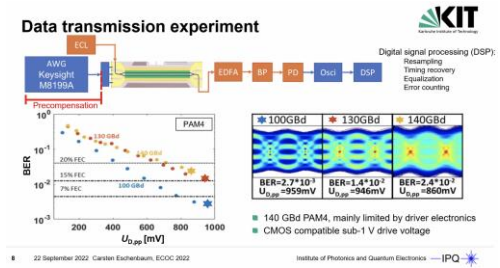 Data transmission experiment
KIT
Karlsruhe Institute of Technology
ECL
AWG
Keysight
M8199A
EDFA
BP
PD
Osci
DSP
Precompensation
Digital signal processing (DSP):
Resampling
Timing recovery
Equalization
Error counting
PAM4
130 GBd
140 GBd
100 GBd
20% FEC
15% FEC
7% FEC
BER
10⁰
10⁻¹
10⁻²
10⁻³
200 400 600 800 1000
U_D,pp [mV]
100GBd 130GBd 140GBd
BER=2.7*10⁻³ BER=1.4*10⁻² BER=2.4*10⁻²
U_D,pp=959mV U_D,pp=946mV U_D,pp=860mV
140 GBd PAM4, mainly limited by driver electronics
CMOS compatible sub-1 V drive voltage
8 22 September 2022 Carsten Eschenbaum, ECOC 2022 Institute of Photonics and Quantum Electronics IPQ